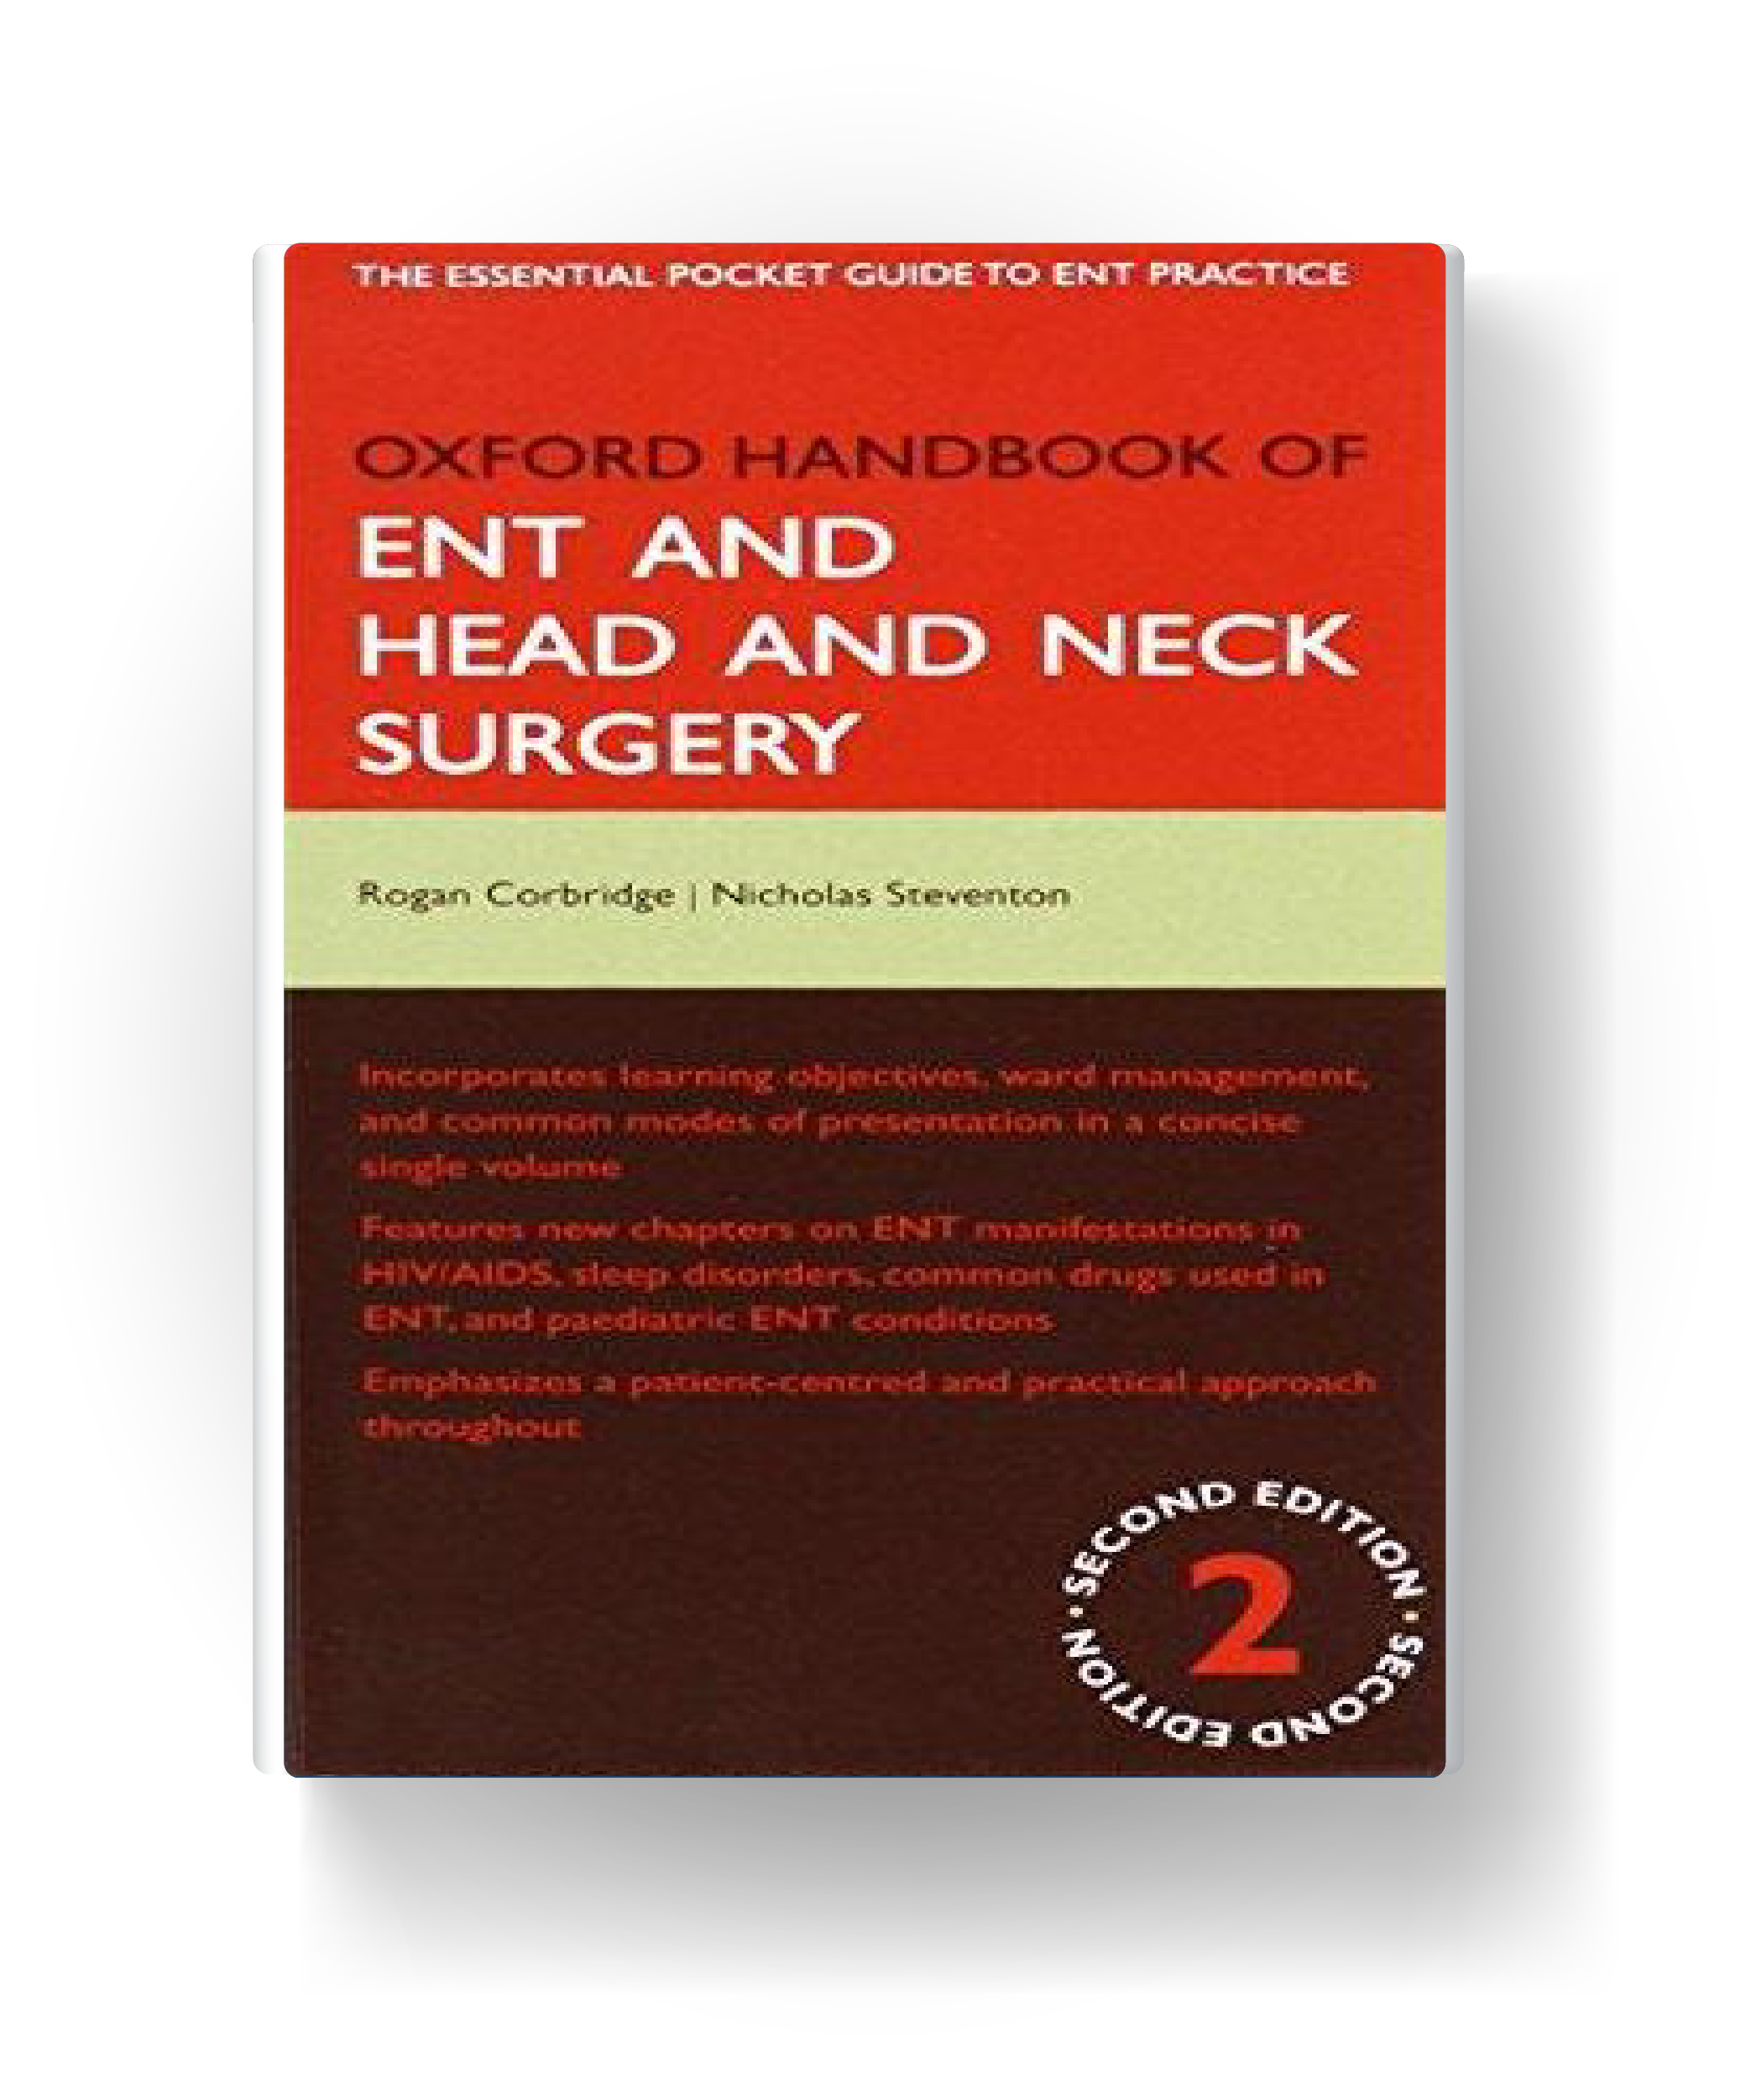 THE ESSENTIAL POCKET GUIDE TO ENT PRACTICE
OXFORD HANDBOOK OF
ENT AND
HEAD AND NECK
SURGERY
Rogan Corbridge | Nicholas Steventon
Incorporates learning objectives, ward management,
and common modes of presentation in a concise
single volume
Features new chapters on ENT manifestations in
HIV/AIDS, sleep disorders, common drugs used in
ENT, and paediatric ENT conditions
Emphasizes a patient-centred and practical approach
throughout
SECOND EDITION · SECOND EDITION ·
2